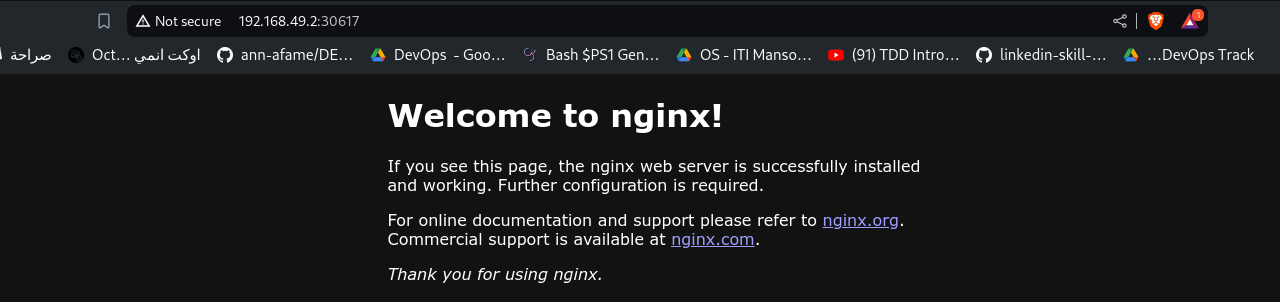 Not secure 192.168.49.2:30617 1
صراحة Oct... اوكت انمي ann-afame/DE... DevOps - Goo... Bash $PS1 Gen... OS - ITI Manso... (91) TDD Intro... linkedin-skill-... ...DevOps Track
Welcome to nginx!
If you see this page, the nginx web server is successfully installed
and working. Further configuration is required.
For online documentation and support please refer to nginx.org.
Commercial support is available at nginx.com.
Thank you for using nginx.